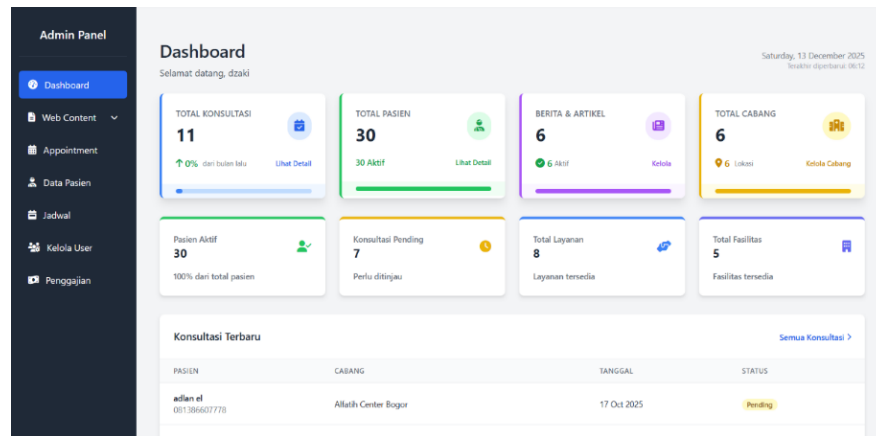 Admin Panel
Dashboard
Web Content
Appointment
Data Pasien
Jadwal
Kelola User
Penggajian
Dashboard
Selamat datang, dzaki
Saturday, 13 December 2025
Terakhir diperbarui: 06:12
TOTAL KONSULTASI
11
0% dari bulan lalu Lihat Detail
TOTAL PASIEN
30
30 Aktif Lihat Detail
BERITA & ARTIKEL
6
6 Aktif Kelola
TOTAL CABANG
6
6 Lokasi Kelola Cabang
Pasien Aktif
30
100% dari total pasien
Konsultasi Pending
7
Perlu ditinjau
Total Layanan
8
Layanan tersedia
Total Fasilitas
5
Fasilitas tersedia
Konsultasi Terbaru Semua Konsultasi
PASIEN CABANG TANGGAL STATUS
adlan el
081386607778
Alfatih Center Bogor 17 Oct 2025 Pending